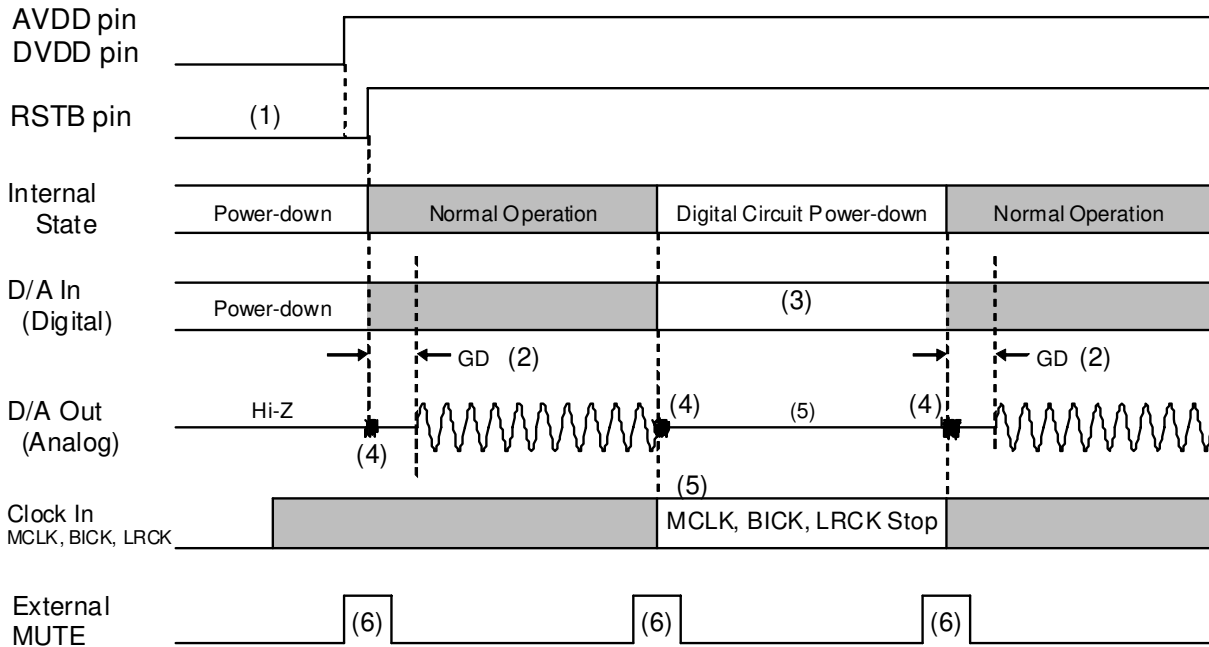 AVDD pin
DVDD pin
RSTB pin
(1)
Internal
State
Power-down
Normal Operation
Digital Circuit Power-down
Normal Operation
D/A In
(Digital)
Power-down
(3)
GD (2)
GD (2)
D/A Out
(Analog)
Hi-Z
(4)
(4)
(5)
(4)
(5)
Clock In
MCLK, BICK, LRCK
MCLK, BICK, LRCK Stop
External
MUTE
(6)
(6)
(6)